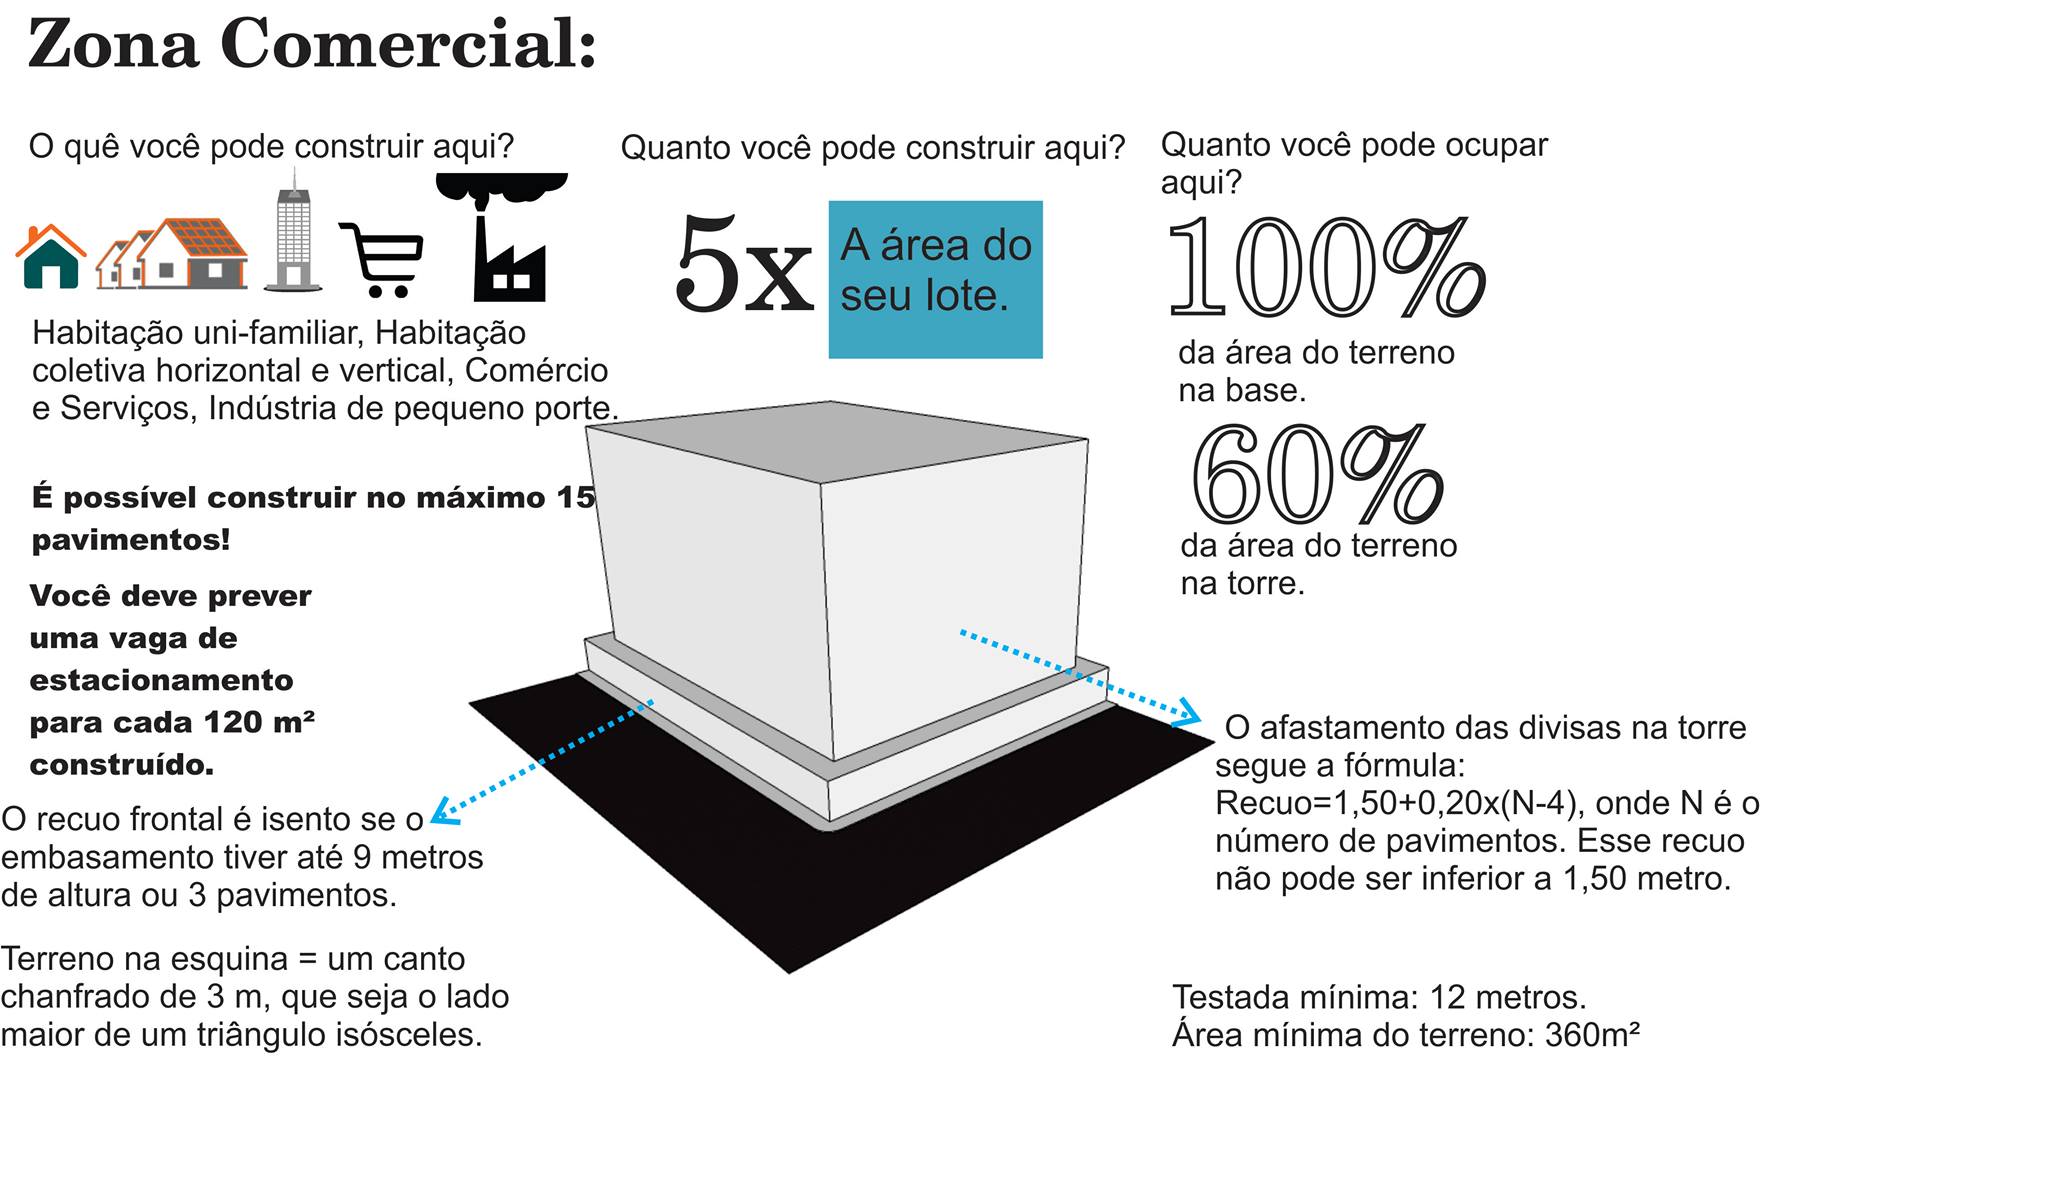 Zona Comercial:
O quê você pode construir aqui?
Habitação uni-familiar, Habitação
coletiva horizontal e vertical, Comércio
e Serviços, Indústria de pequeno porte.
É possível construir no máximo 15
pavimentos!
Você deve prever
uma vaga de
estacionamento
para cada 120 m²
construído.
O recuo frontal é isento se o
embasamento tiver até 9 metros
de altura ou 3 pavimentos.
Terreno na esquina = um canto
chanfrado de 3 m, que seja o lado
maior de um triângulo isósceles.
Quanto você pode construir aqui?
5x
A área do
seu lote.
Quanto você pode ocupar
aqui?
100%
da área do terreno
na base.
60%
da área do terreno
na torre.
O afastamento das divisas na torre
segue a fórmula:
Recuo=1,50+0,20x(N-4), onde N é o
número de pavimentos. Esse recuo
não pode ser inferior a 1,50 metro.
Testada mínima: 12 metros.
Área mínima do terreno: 360m²